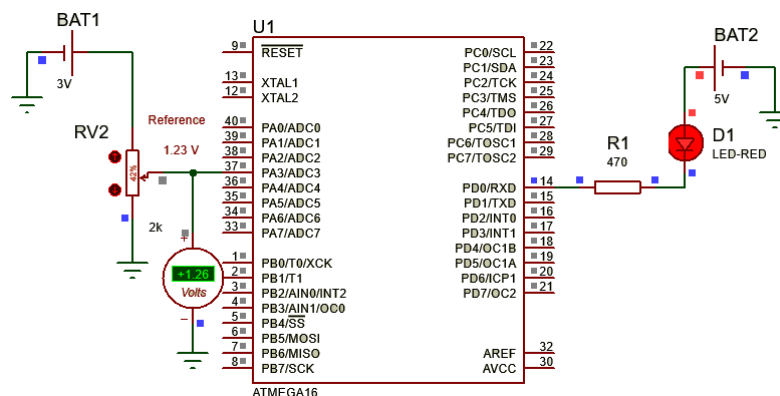 BAT1
3V
RV2
42%
2k
Reference
1.23 V
+1.26
Volts
+
−
U1
9 RESET
13 XTAL1
12 XTAL2
40 PA0/ADC0
39 PA1/ADC1
38 PA2/ADC2
37 PA3/ADC3
36 PA4/ADC4
35 PA5/ADC5
34 PA6/ADC6
33 PA7/ADC7
1 PB0/T0/XCK
2 PB1/T1
3 PB2/AIN0/INT2
4 PB3/AIN1/OC0
5 PB4/SS
6 PB5/MOSI
7 PB6/MISO
8 PB7/SCK
PC0/SCL 22
PC1/SDA 23
PC2/TCK 24
PC3/TMS 25
PC4/TDO 26
PC5/TDI 27
PC6/TOSC1 28
PC7/TOSC2 29
PD0/RXD 14
PD1/TXD 15
PD2/INT0 16
PD3/INT1 17
PD4/OC1B 18
PD5/OC1A 19
PD6/ICP1 20
PD7/OC2 21
AREF 32
AVCC 30
ATMEGA16
R1
470
D1
LED-RED
BAT2
5V